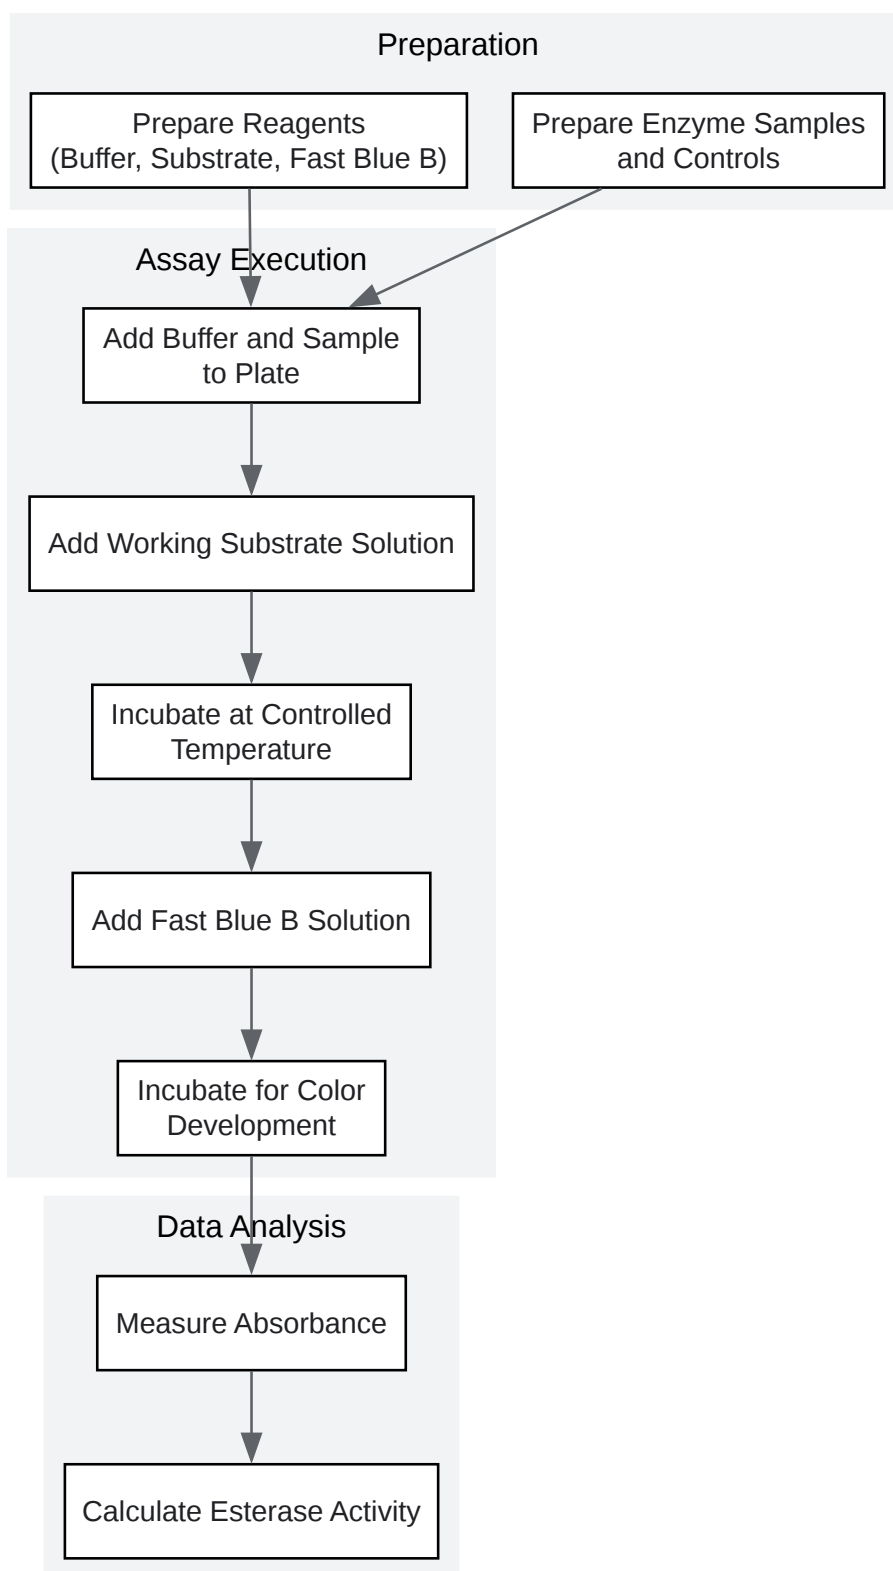 Preparation
Prepare Reagents
(Buffer, Substrate, Fast Blue B)
Prepare Enzyme Samples
and Controls
Assay Execution
Add Buffer and Sample
to Plate
Add Working Substrate Solution
Incubate at Controlled
Temperature
Add Fast Blue B Solution
Incubate for Color
Development
Data Analysis
Measure Absorbance
Calculate Esterase Activity